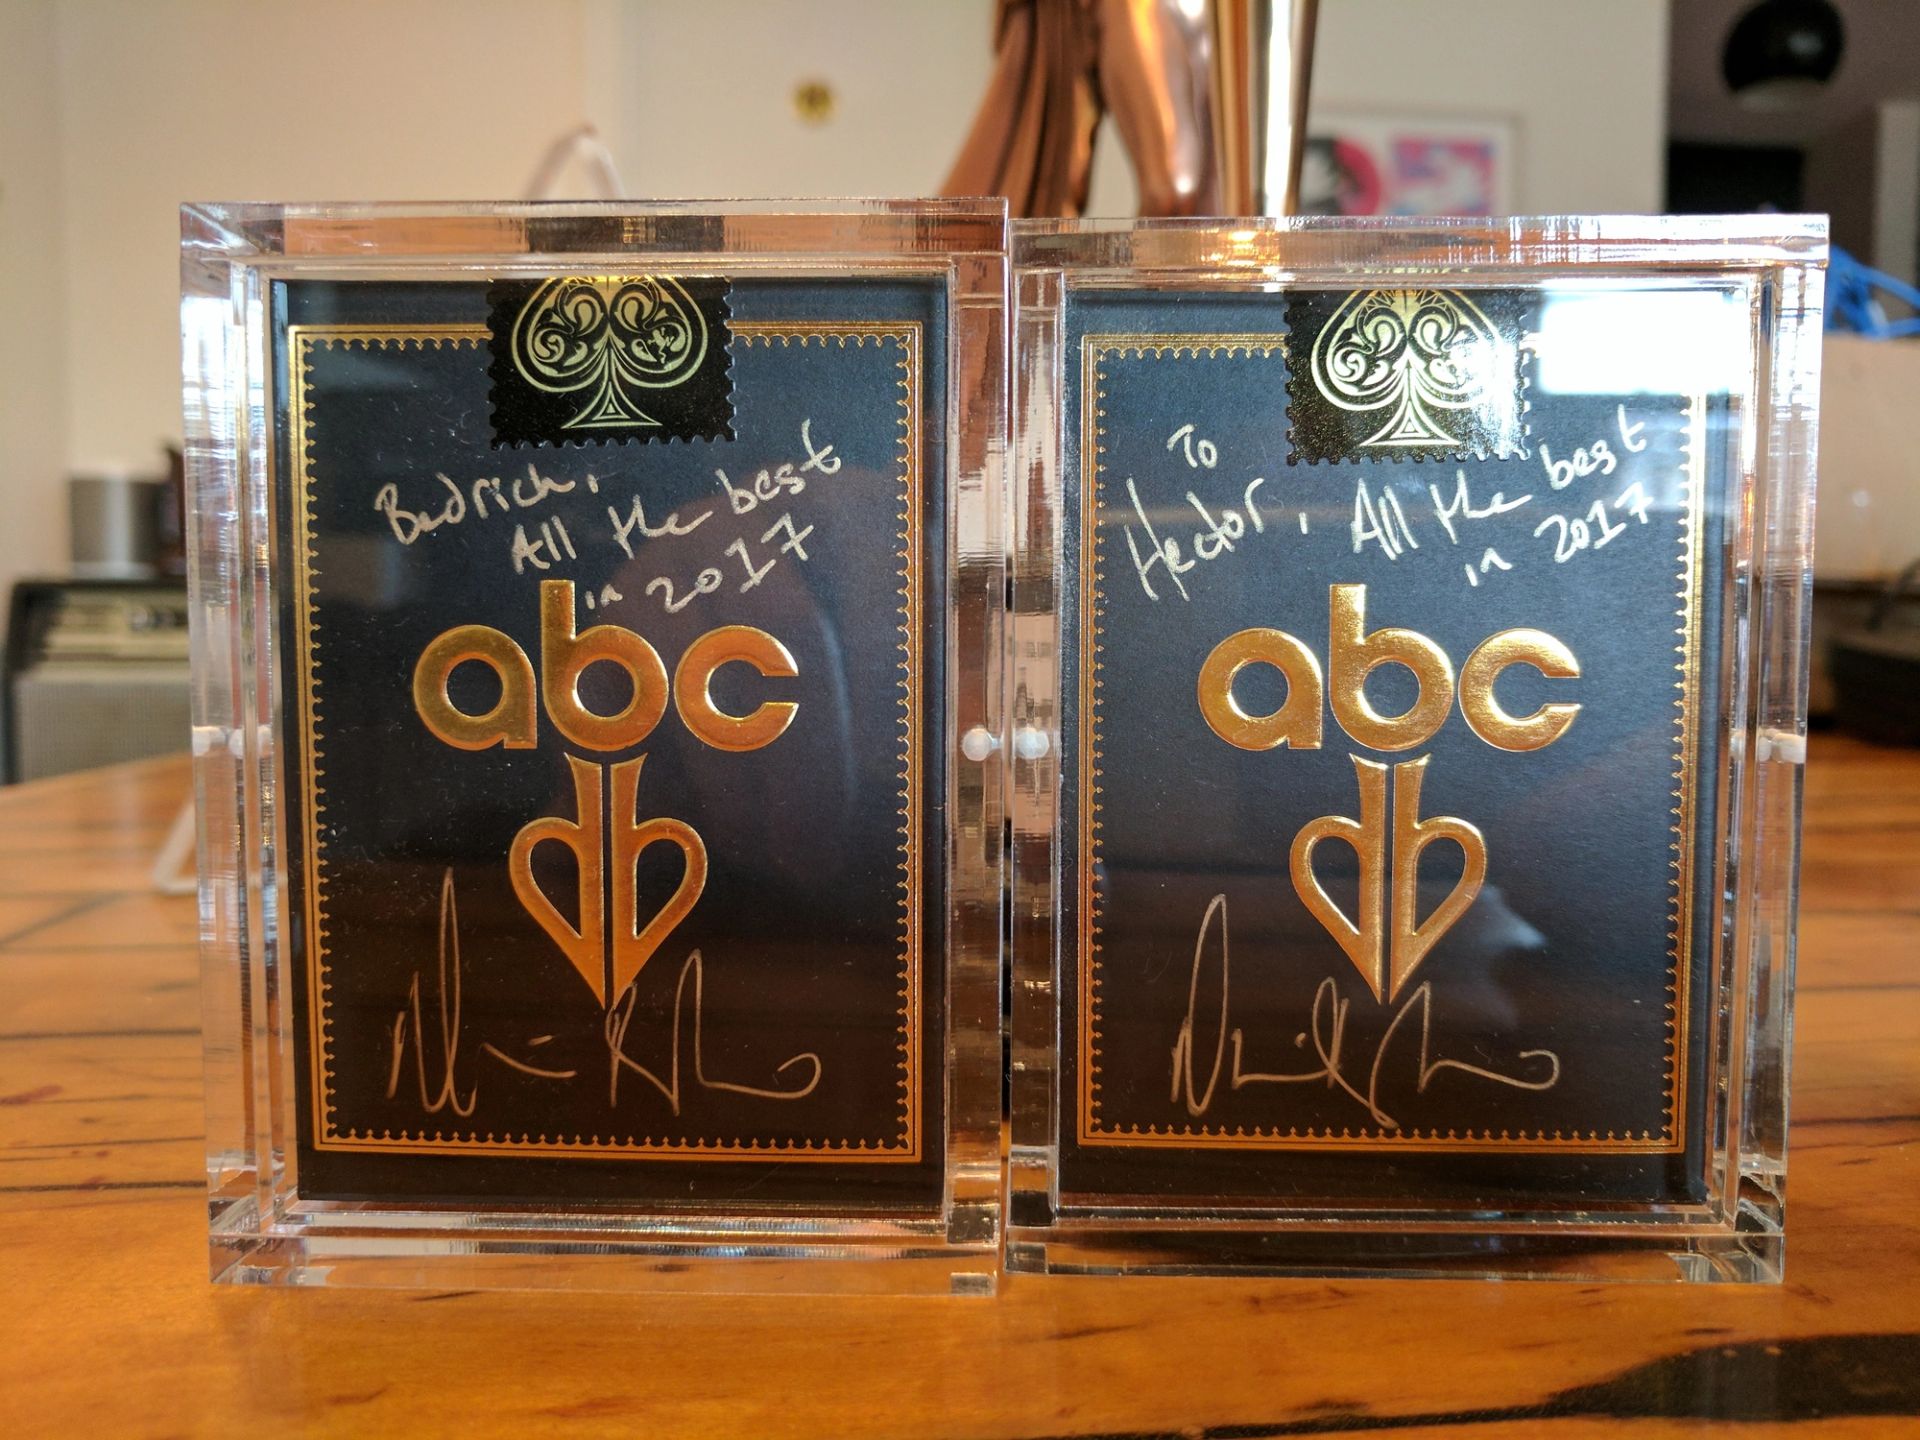 Bedrich,
All the best
in 2017
abc
To
Hector, All the best
in 2017
abc